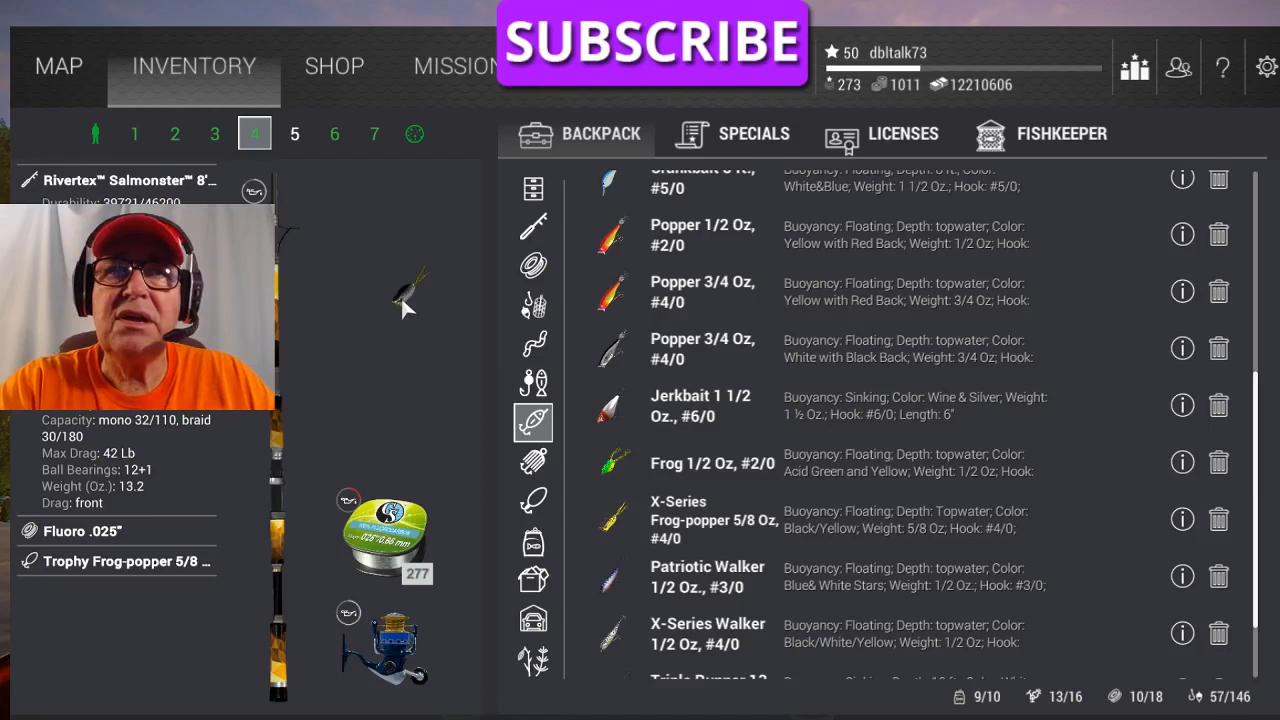 SUBSCRIBE
MAP
INVENTORY
SHOP
MISSION
50 dbltalk73
273
1011
12210606
?
1
2
3
4
5
6
7
BACKPACK
SPECIALS
LICENSES
FISHKEEPER
Rivertex™ Salmonster™ 8'...
Durability: 39721/46200
Capacity: mono 32/110, braid
30/180
Max Drag: 42 Lb
Ball Bearings: 12+1
Weight (Oz.): 13.2
Drag: front
Fluoro .025"
Trophy Frog-popper 5/8 ...
277
Crankbait 8 ft.,
#5/0
Buoyancy: Floating; Depth: 8 ft., Color:
White&Blue; Weight: 1 1/2 Oz.; Hook: #5/0;
Popper 1/2 Oz,
#2/0
Buoyancy: Floating; Depth: topwater; Color:
Yellow with Red Back; Weight: 1/2 Oz; Hook:
Popper 3/4 Oz,
#4/0
Buoyancy: Floating; Depth: topwater; Color:
Yellow with Red Back; Weight: 3/4 Oz; Hook:
Popper 3/4 Oz,
#4/0
Buoyancy: Floating; Depth: topwater; Color:
White with Black Back; Weight: 3/4 Oz; Hook:
Jerkbait 1 1/2
Oz., #6/0
Buoyancy: Sinking; Color: Wine & Silver; Weight:
1 ½ Oz.; Hook: #6/0; Length: 6"
Frog 1/2 Oz, #2/0
Buoyancy: Floating; Depth: topwater; Color:
Acid Green and Yellow; Weight: 1/2 Oz; Hook:
X-Series
Frog-popper 5/8 Oz,
#4/0
Buoyancy: Floating; Depth: Topwater; Color:
Black/Yellow; Weight: 5/8 Oz; Hook: #4/0;
Patriotic Walker
1/2 Oz., #3/0
Buoyancy: Floating; Depth: topwater; Color:
Blue& White Stars; Weight: 1/2 Oz.; Hook: #3/0;
X-Series Walker
1/2 Oz, #4/0
Buoyancy: Floating; Depth: topwater; Color:
Black/White/Yellow; Weight: 1/2 Oz; Hook:
9/10
13/16
10/18
57/146